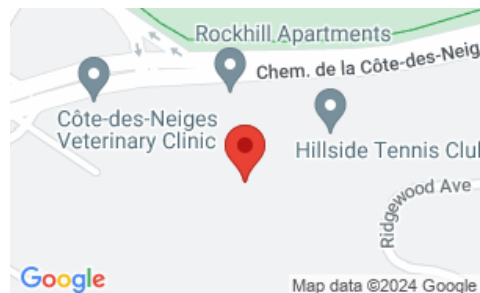 Rockhill Apartments
Chem. de la Côte-des-Neig
Côte-des-Neiges
Veterinary Clinic
Hillside Tennis Clu
Ridgewood Ave
Google
Map data ©2024 Google